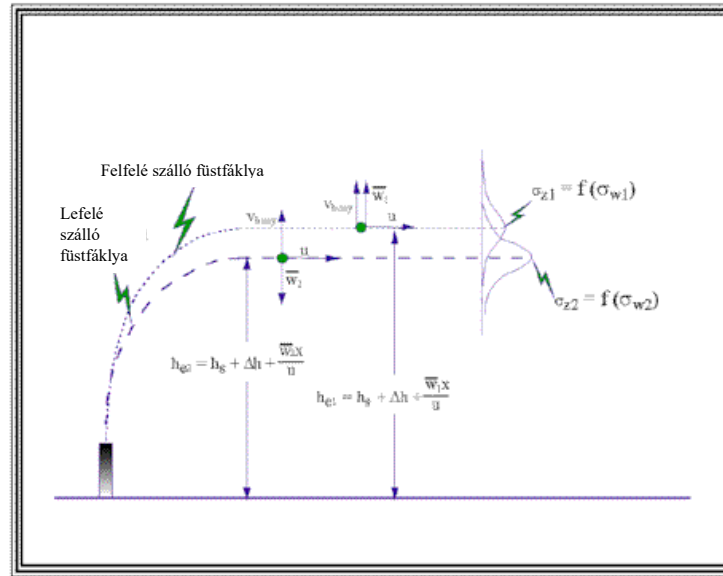 Felfelé szálló füstfáklya
Lefelé
szálló
füstfáklya
v_buoy
w̅₁
u
v_buoy
u
w̅₂
σ_z1 = f(σ_w1)
σ_z2 = f(σ_w2)
h_e2 = h_s + Δh + w̅₂x/u
h_e1 = h_s + Δh + w̅₁x/u